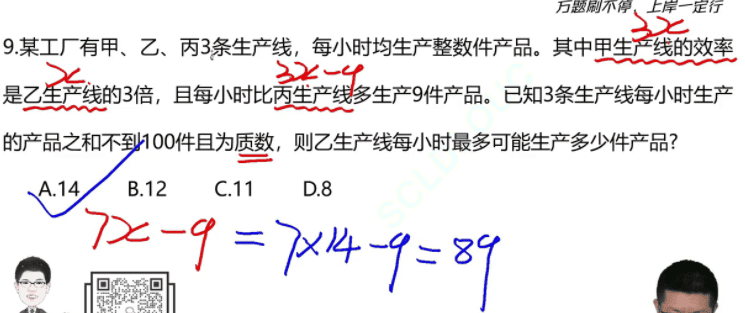 万题刷不停，上岸一定行
3x
9.某工厂有甲、乙、丙3条生产线，每小时均生产整数件产品。其中甲生产线的效率
x 3x-9
是乙生产线的3倍，且每小时比丙生产线多生产9件产品。已知3条生产线每小时生产
的产品之和不到100件且为质数，则乙生产线每小时最多可能生产多少件产品?
A.14 B.12 C.11 D.8
7x-9=7×14-9=89